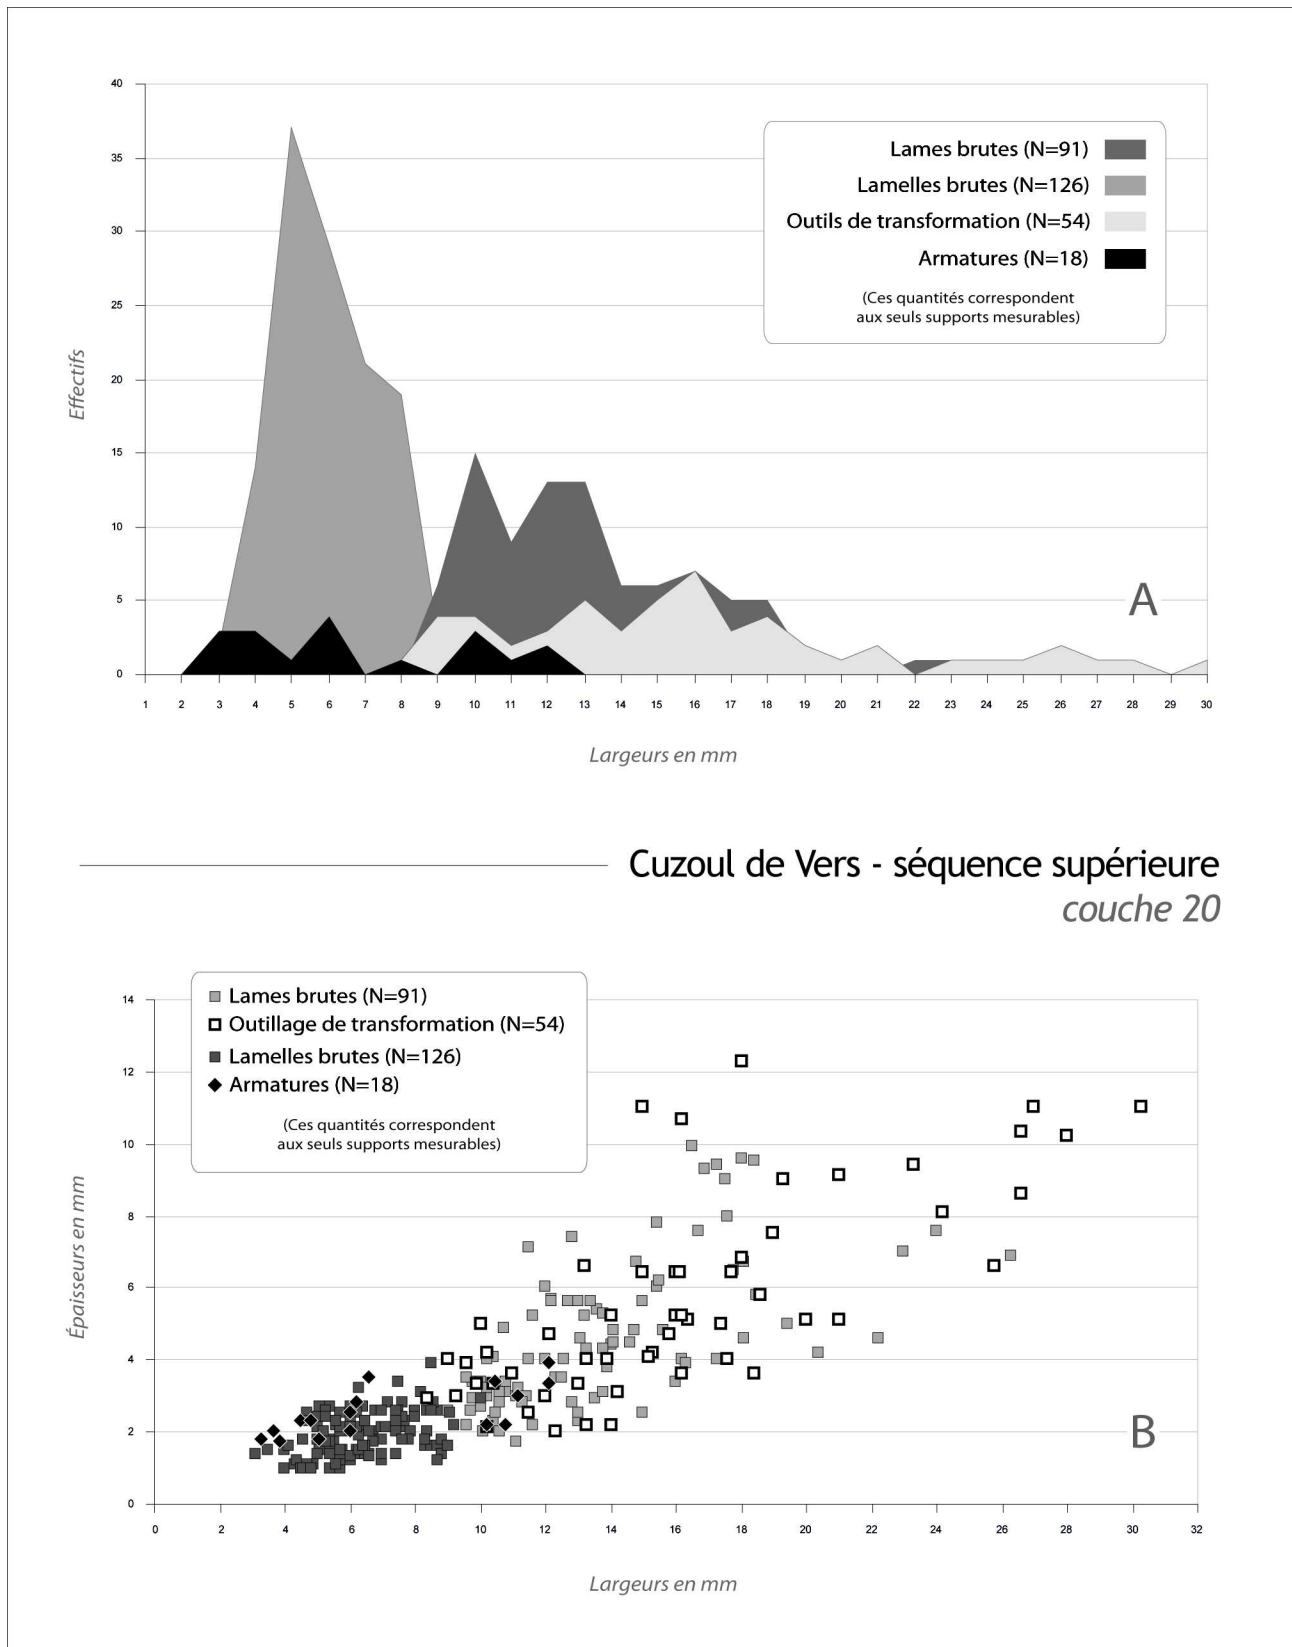 40
35
30
25
20
15
10
5
0
Effectifs
Lames brutes (N=91)
Lamelles brutes (N=126)
Outils de transformation (N=54)
Armatures (N=18)
(Ces quantités correspondent
aux seuls supports mesurables)
A
1 2 3 4 5 6 7 8 9 10 11 12 13 14 15 16 17 18 19 20 21 22 23 24 25 26 27 28 29 30
Largeurs en mm
Cuzoul de Vers - séquence supérieure
couche 20
14
12
10
8
6
4
2
0
Épaisseurs en mm
Lames brutes (N=91)
Outillage de transformation (N=54)
Lamelles brutes (N=126)
Armatures (N=18)
(Ces quantités correspondent
aux seuls supports mesurables)
B
0 2 4 6 8 10 12 14 16 18 20 22 24 26 28 30 32
Largeurs en mm